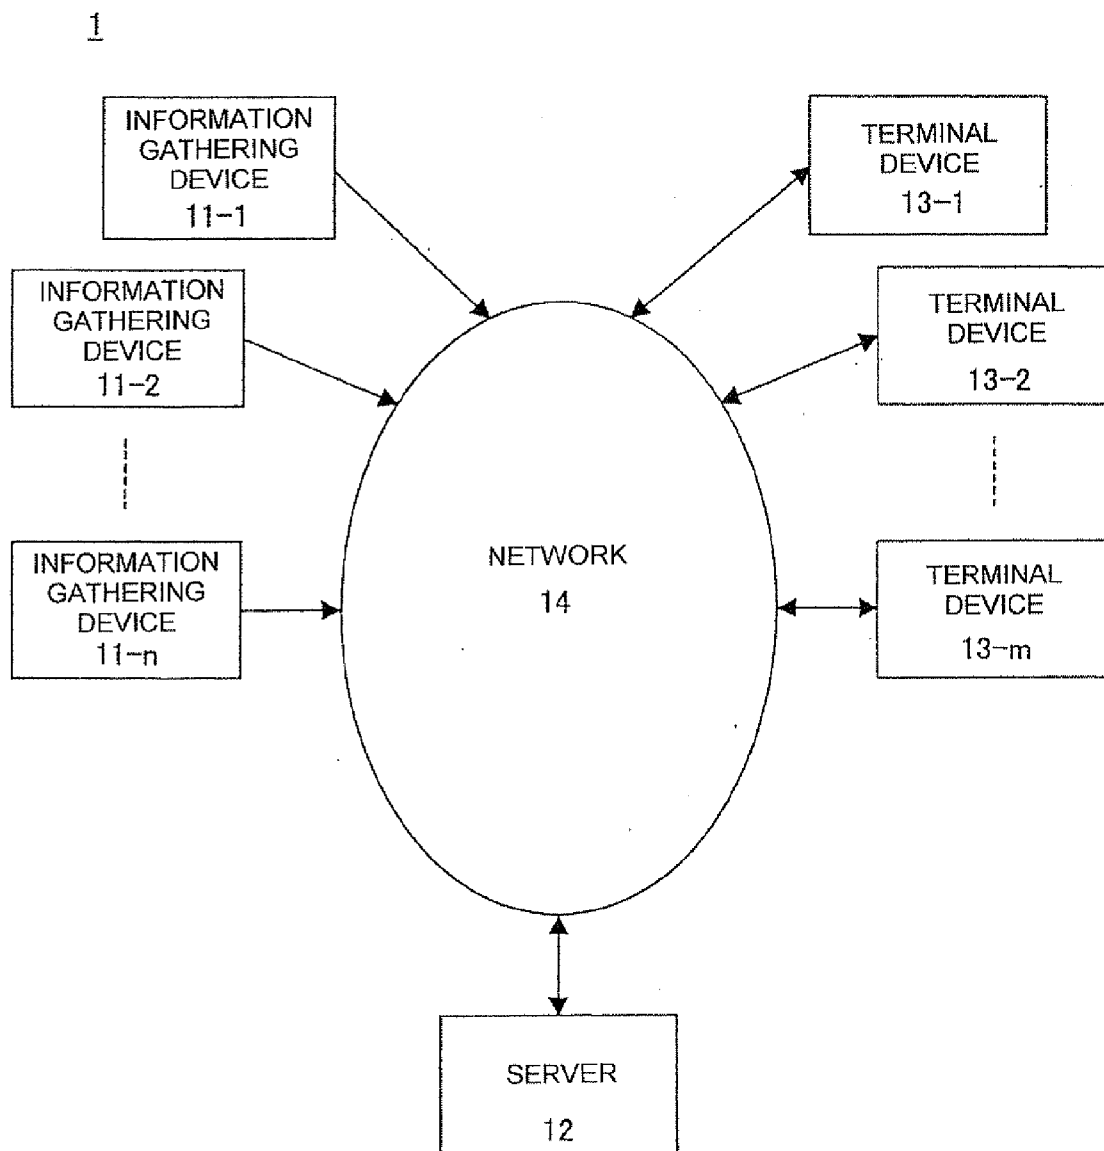 1
INFORMATION
GATHERING
DEVICE
11-1
TERMINAL
DEVICE
13-1
INFORMATION
GATHERING
DEVICE
11-2
TERMINAL
DEVICE
13-2
INFORMATION
GATHERING
DEVICE
11-n
NETWORK
14
TERMINAL
DEVICE
13-m
SERVER
12